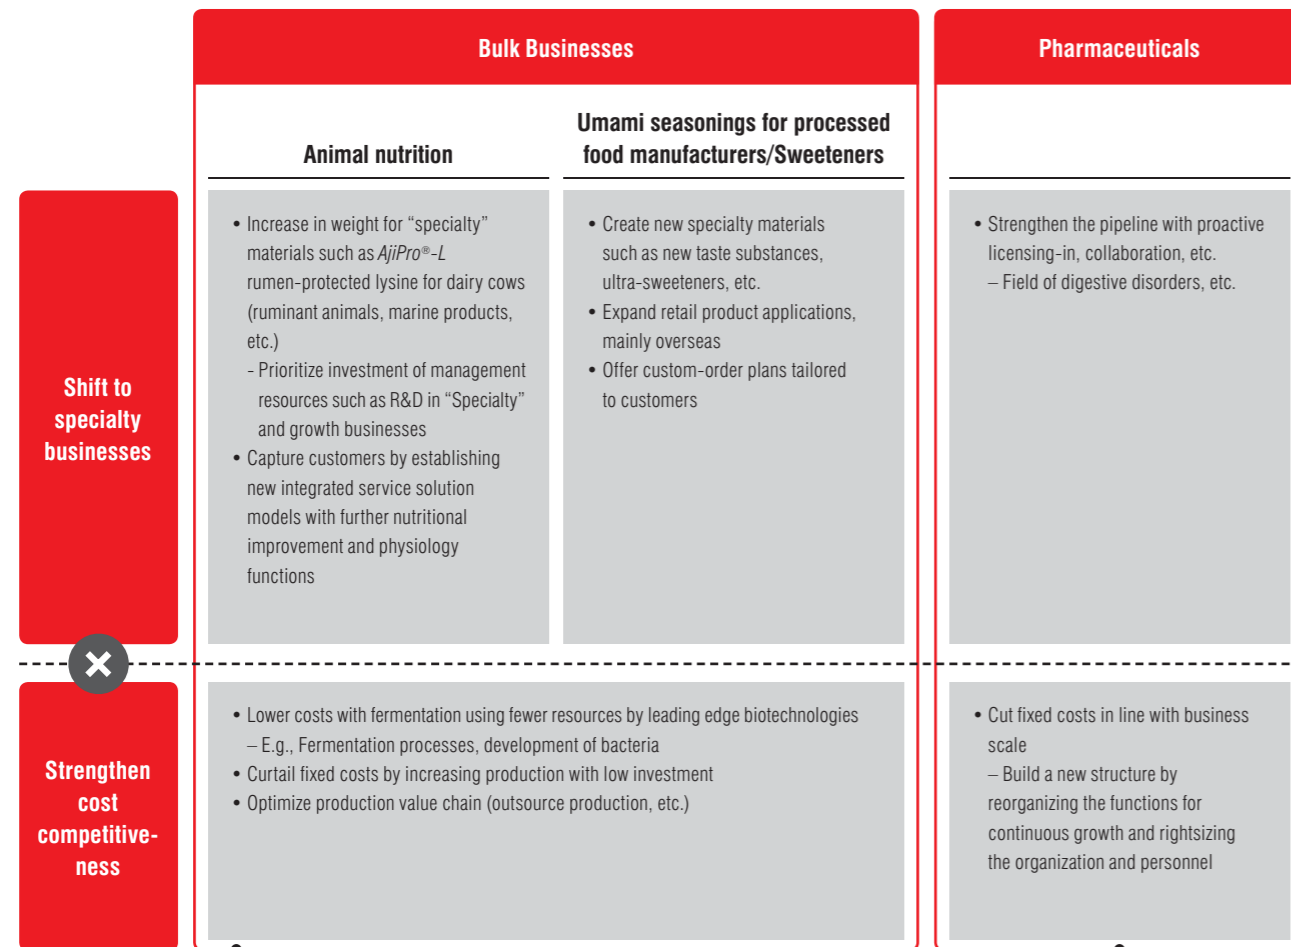 Bulk Businesses
Pharmaceuticals
Animal nutrition
Umami seasonings for processed
food manufacturers/Sweeteners
Shift to
specialty
businesses
• Increase in weight for “specialty”
materials such as AjiPro®-L
rumen-protected lysine for dairy cows
(ruminant animals, marine products,
etc.)
- Prioritize investment of management
resources such as R&D in “Specialty”
and growth businesses
• Capture customers by establishing
new integrated service solution
models with further nutritional
improvement and physiology
functions
• Create new specialty materials
such as new taste substances,
ultra-sweeteners, etc.
• Expand retail product applications,
mainly overseas
• Offer custom-order plans tailored
to customers
• Strengthen the pipeline with proactive
licensing-in, collaboration, etc.
– Field of digestive disorders, etc.
Strengthen
cost
competitive-
ness
• Lower costs with fermentation using fewer resources by leading edge biotechnologies
– E.g., Fermentation processes, development of bacteria
• Curtail fixed costs by increasing production with low investment
• Optimize production value chain (outsource production, etc.)
• Cut fixed costs in line with business
scale
– Build a new structure by
reorganizing the functions for
continuous growth and rightsizing
the organization and personnel